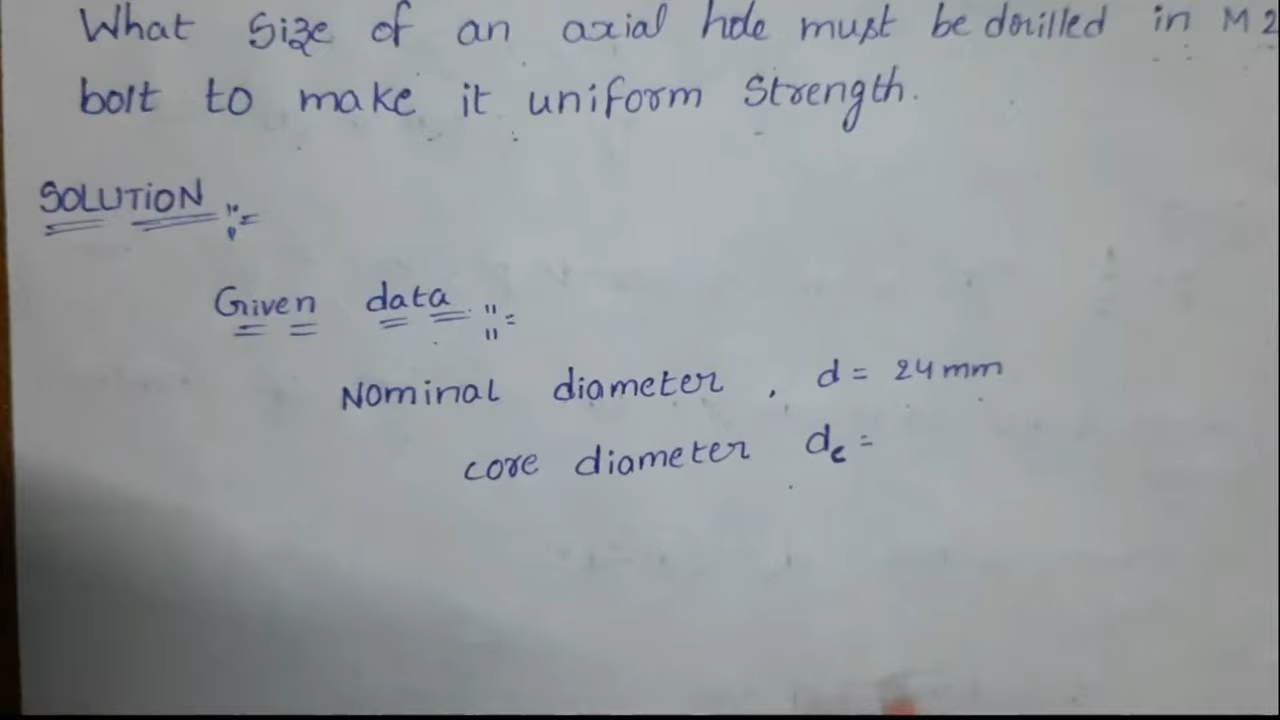 What Size of an axial hole must be drilled in M 2
bolt to make it uniform Strength.
SOLUTION :=
Given data :=
Nominal diameter , d = 24 mm
core diameter dc =